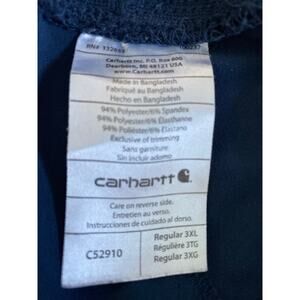 Carhartt Inc. P.O. Box 600
Dearborn, MI 48121 USA
www.Carhartt.com
Made in Bangladesh
Fabriqué au Bangladesh
Hecho en Bangladesh
94% Polyester/6% Spandex
94% Polyester/6% Élasthanne
94% Poliéster/6% Elastano
Exclusive of trimming
Sans garniture
Sin incluir adorno
carhartt
Care on reverse side.
Entretien au verso.
Instrucciones de cuidado al dorso.
C52910
Regular 3XL
Régulière 3TG
Regular 3XG